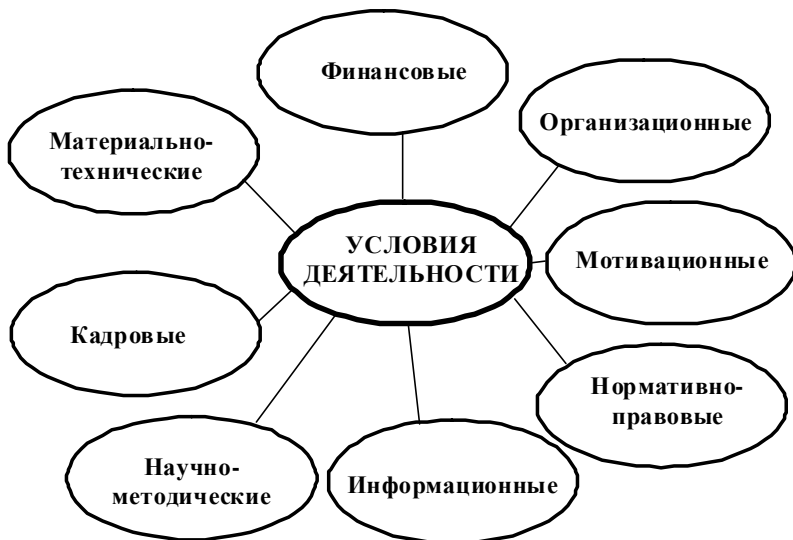 Финансовые
Организационные
Материально-
технические
УСЛОВИЯ
ДЕЯТЕЛЬНОСТИ
Мотивационные
Кадровые
Нормативно-
правовые
Научно-
методические
Информационные